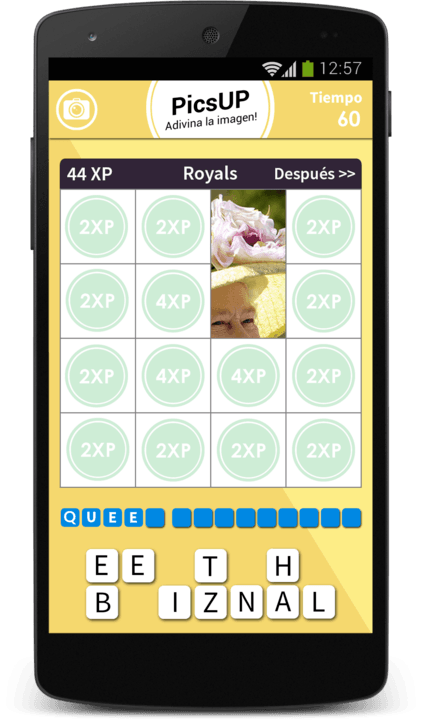 12:57
PicsUP
Adivina la imagen!
Tiempo
60
44 XP Royals Después >>
2XP 2XP 2XP
2XP 4XP 2XP
2XP 4XP 4XP 2XP
2XP 2XP 2XP 2XP
Q U E E
E E T H
B I Z N A L